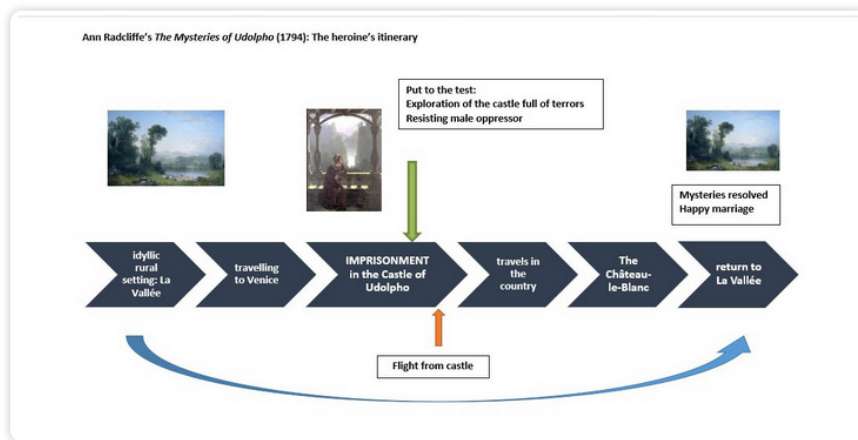 Ann Radcliffe's The Mysteries of Udolpho (1794): The heroine's itinerary
Put to the test:
Exploration of the castle full of terrors
Resisting male oppressor
Mysteries resolved
Happy marriage
idyllic
rural
setting: La
Vallée
travelling
to Venice
IMPRISONMENT
in the Castle of
Udolpho
travels in
the
country
The
Château-
le-Blanc
return to
La Vallée
Flight from castle